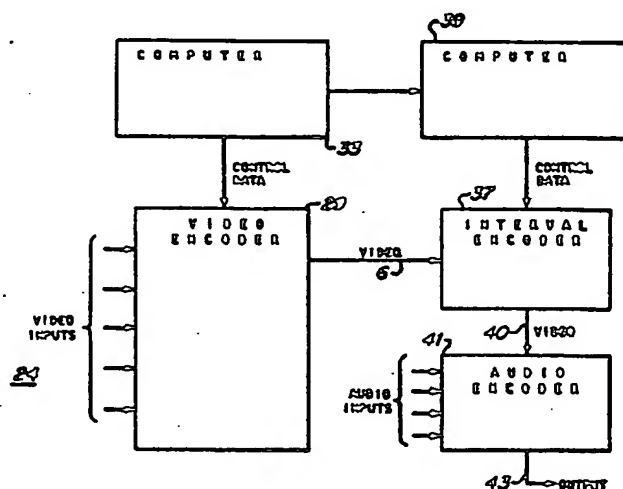 39
COMPUTER
COMPUTER
33
CONTROL
DATA
CONTROL
DATA
37
VIDEO
ENCODER
INTERVAL
ENCODER
VIDEO
6
VIDEO
INPUTS
40
VIDEO
41
24
AUDIO
ENCODER
AUDIO
INPUTS
43
OUTPUT